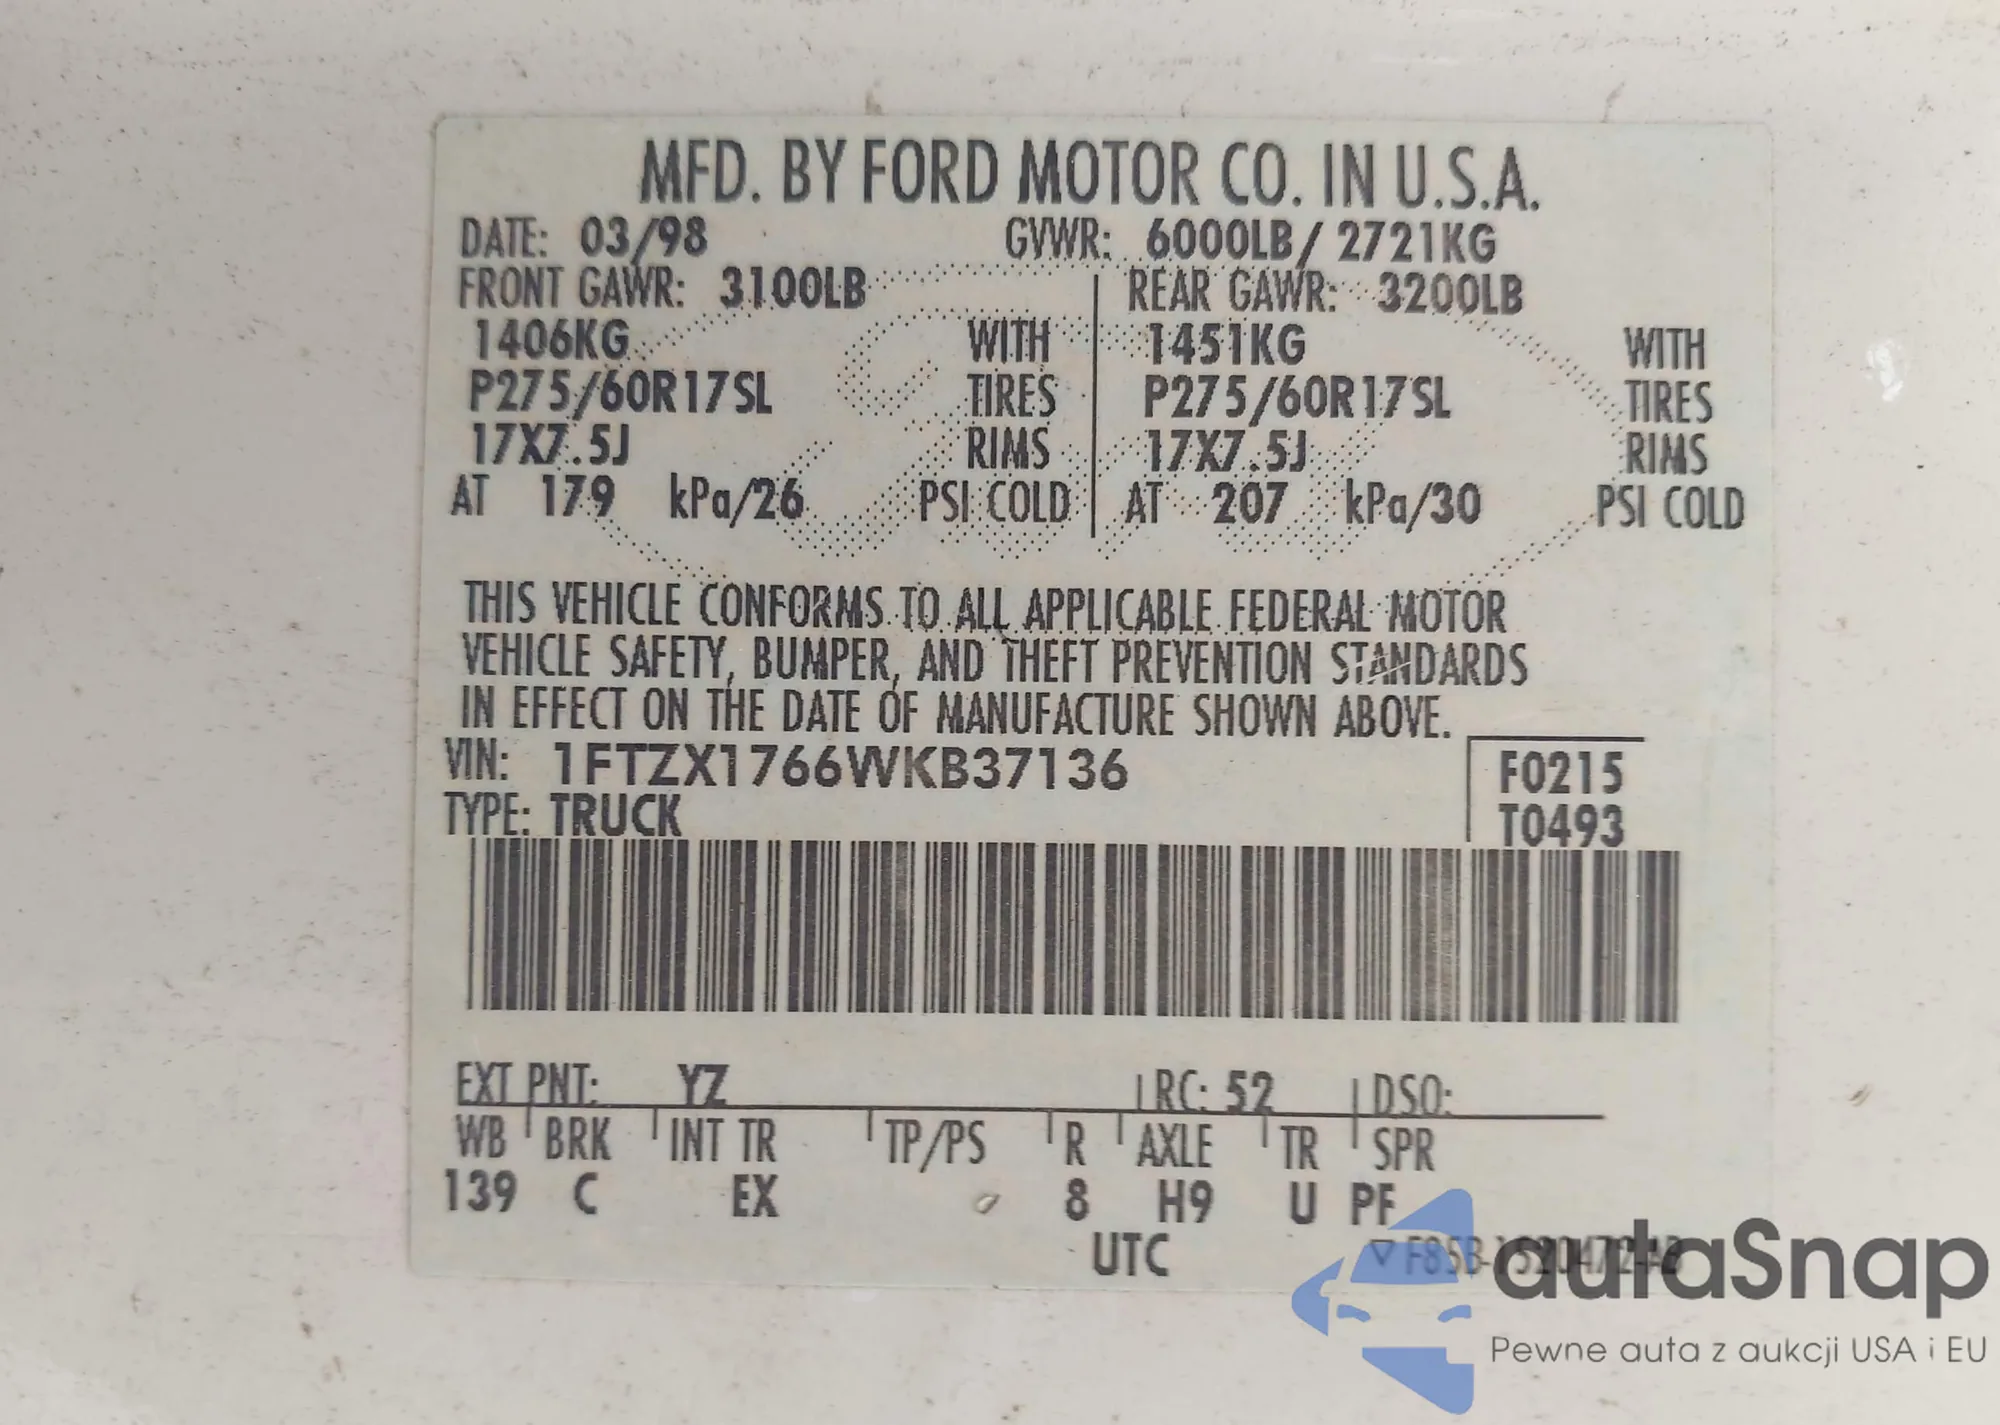 MFD. BY FORD MOTOR CO. IN U.S.A.
DATE: 03/98 GVWR: 6000LB/ 2721KG
FRONT GAWR: 3100LB REAR GAWR: 3200LB
1406KG WITH 1451KG WITH
P275/60R17SL TIRES P275/60R17SL TIRES
17X7.5J RIMS 17X7.5J RIMS
AT 179 kPa/26 PSI COLD AT 207 kPa/30 PSI COLD
THIS VEHICLE CONFORMS TO ALL APPLICABLE FEDERAL MOTOR
VEHICLE SAFETY, BUMPER, AND THEFT PREVENTION STANDARDS
IN EFFECT ON THE DATE OF MANUFACTURE SHOWN ABOVE.
VIN: 1FTZX1766WKB37136 F0215
TYPE: TRUCK T0493
EXT PNT: YZ RC: 52 DSO:
WB BRK INT TR TP/PS R AXLE TR SPR
139 C EX 8 H9 U PF
UTC
autaSnap
Pewne auta z aukcji USA i EU